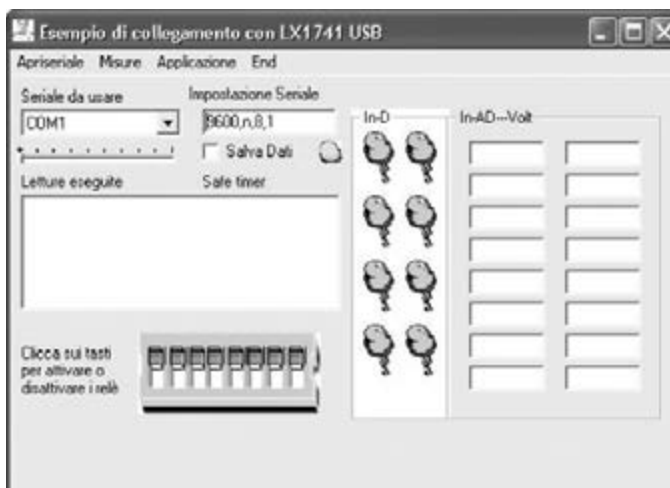 Esempio di collegamento con LX1741 USB
Apriseriale Misure Applicazione End
Seriale da usare
Impostazione Seriale
COM1
9600,n,8,1
Salva Dati
Letture eseguite
Safe timer
In-D
In-AD---Volt
Clicca sui tasti
per attivare o
disattivare i relè